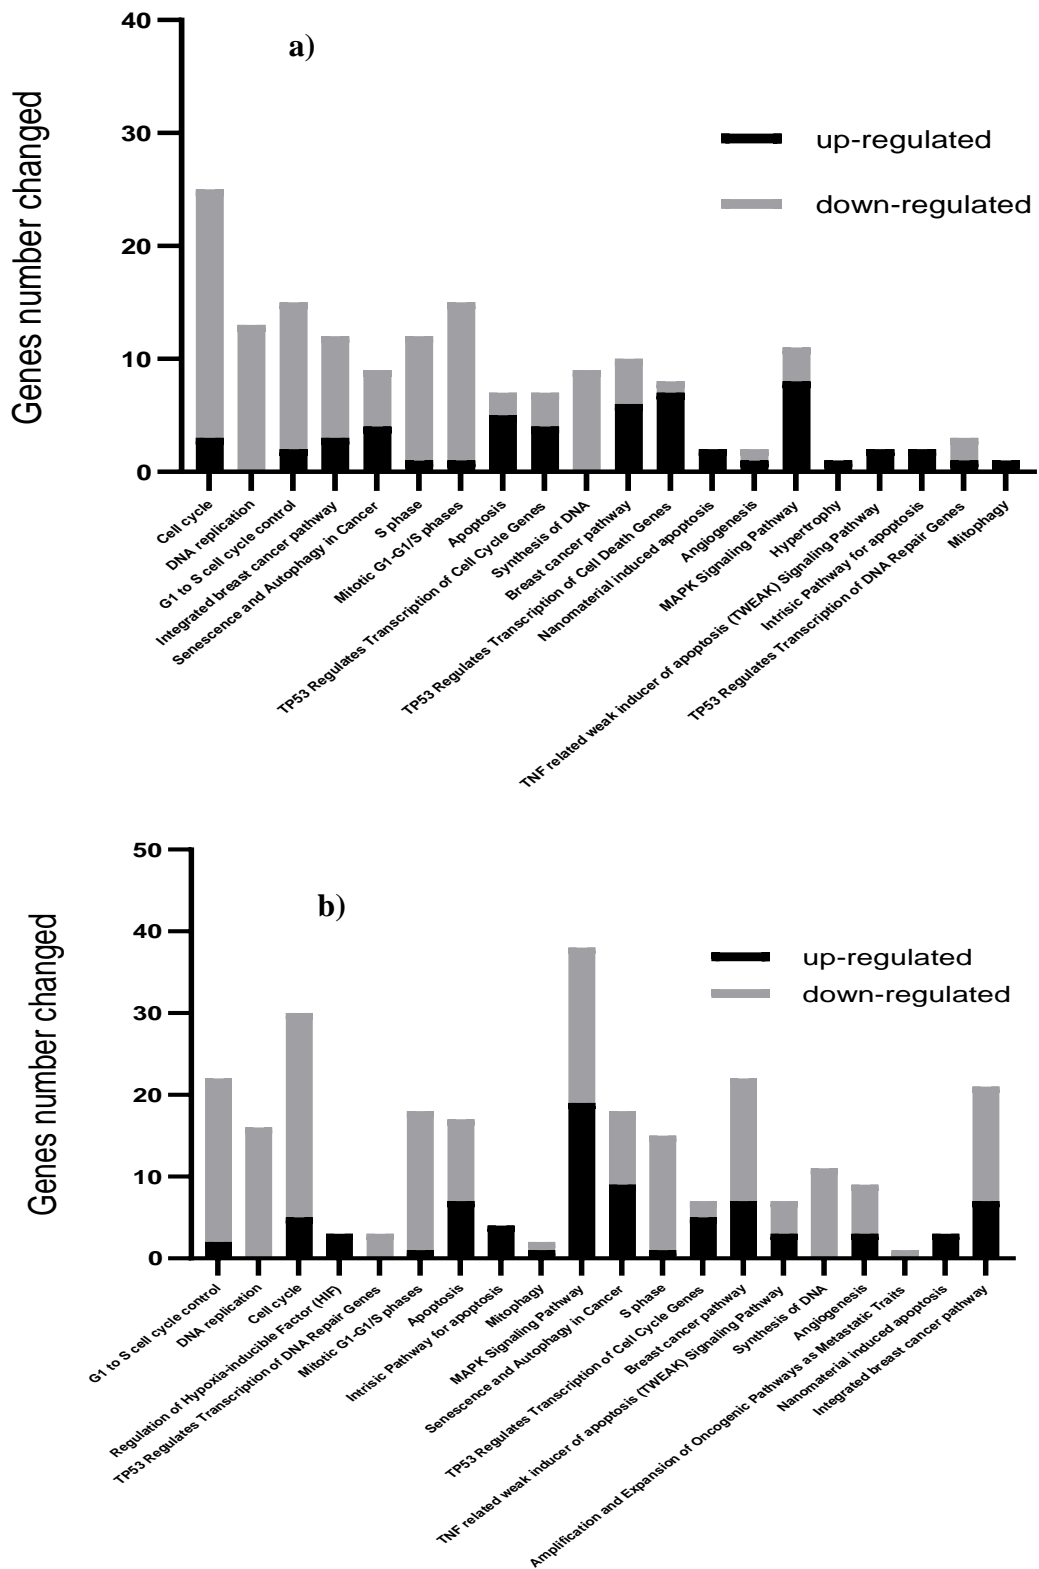 a)
Genes number changed
40
30
20
10
0
up-regulated
down-regulated
Cell cycle
DNA replication
G1 to S cell cycle control
Integrated breast cancer pathway
Senescence and Autophagy in Cancer
S phase
Mitotic G1-G1/S phases
Apoptosis
TP53 Regulates Transcription of Cell Cycle Genes
Synthesis of DNA
Breast cancer pathway
TP53 Regulates Transcription of Cell Death Genes
Nanomaterial induced apoptosis
Angiogenesis
MAPK Signaling Pathway
Hypertrophy
TNF related weak inducer of apoptosis (TWEAK) Signaling Pathway
Intrisic Pathway for apoptosis
TP53 Regulates Transcription of DNA Repair Genes
Mitophagy
b)
Genes number changed
50
40
30
20
10
0
up-regulated
down-regulated
G1 to S cell cycle control
DNA replication
Cell cycle
Regulation of Hypoxia-inducible Factor (HIF)
TP53 Regulates Transcription of DNA Repair Genes
Mitotic G1-G1/S phases
Apoptosis
Intrisic Pathway for apoptosis
Mitophagy
MAPK Signaling Pathway
Senescence and Autophagy in Cancer
S phase
TP53 Regulates Transcription of Cell Cycle Genes
Breast cancer pathway
TNF related weak inducer of apoptosis (TWEAK) Signaling Pathway
Synthesis of DNA
Angiogenesis
Amplification and Expansion of Oncogenic Pathways as Metastatic Traits
Nanomaterial induced apoptosis
Integrated breast cancer pathway